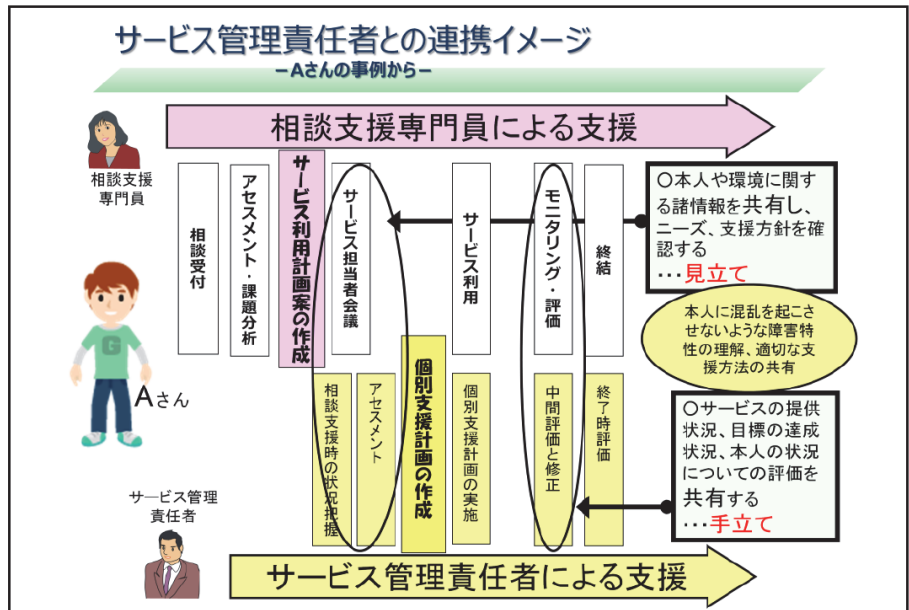 サービス管理責任者との連携イメージ
－Aさんの事例から－
相談支援専門員による支援
相談支援
専門員
相談受付
アセスメント・課題分析
サービス利用計画案の作成
サービス担当者会議
サービス利用
モニタリング・評価
終結
〇本人や環境に関す
る諸情報を共有し、
ニーズ、支援方針を確
認する
…見立て
本人に混乱を起こさ
せないような障害特
性の理解、適切な支
援方法の共有
G
Aさん
相談支援時の状況把握
アセスメント
個別支援計画の作成
個別支援計画の実施
中間評価と修正
終了時評価
〇サービスの提供
状況、目標の達成
状況、本人の状況
についての評価を
共有する
…手立て
サービス管理
責任者
サービス管理責任者による支援